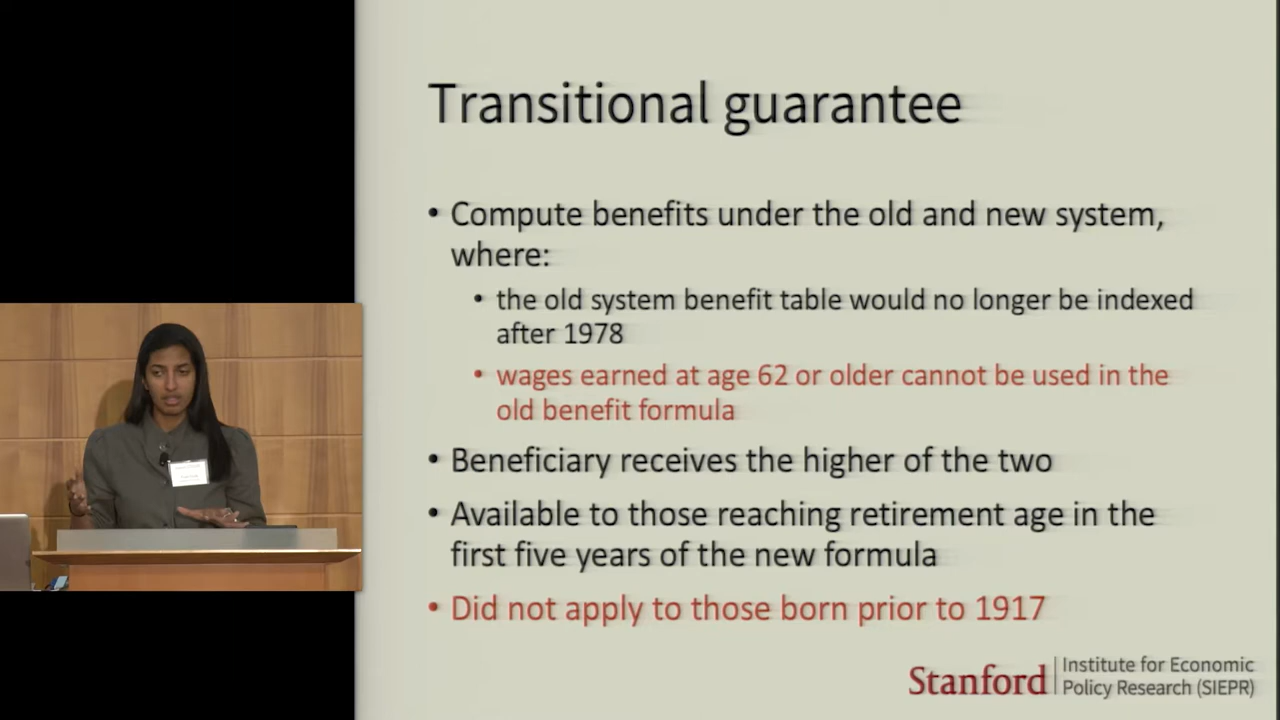 Transitional guarantee
• Compute benefits under the old and new system,
where:
• the old system benefit table would no longer be indexed
after 1978
• wages earned at age 62 or older cannot be used in the
old benefit formula
• Beneficiary receives the higher of the two
• Available to those reaching retirement age in the
first five years of the new formula
• Did not apply to those born prior to 1917
Stanford
Institute for Economic
Policy Research (SIEPR)